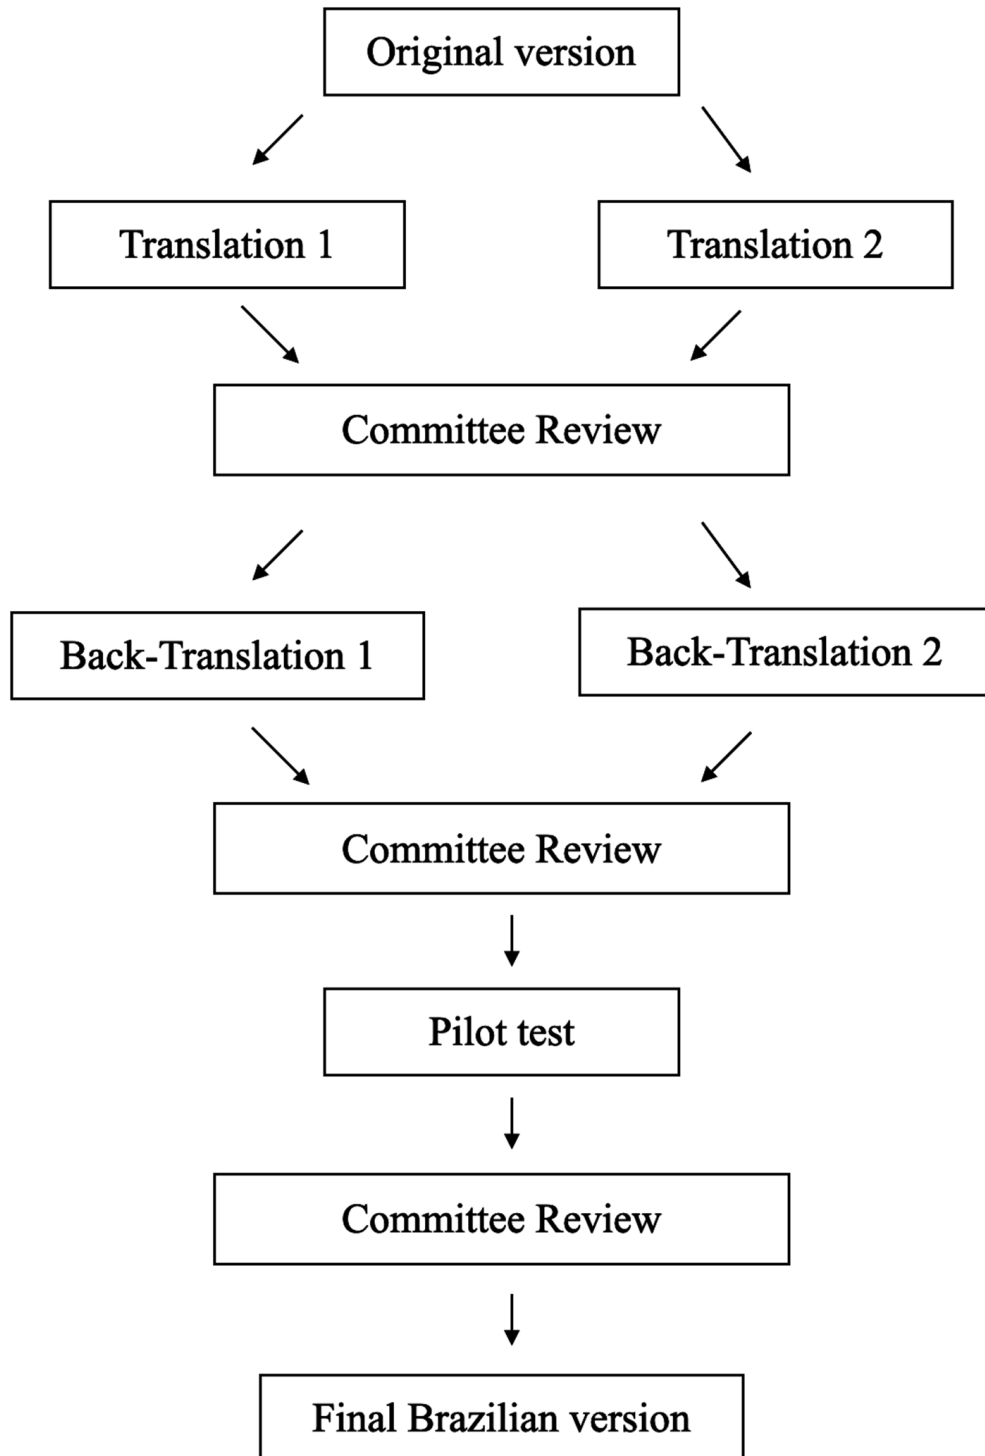 Original version
Translation 1
Translation 2
Committee Review
Back-Translation 1
Back-Translation 2
Committee Review
Pilot test
Committee Review
Final Brazilian version